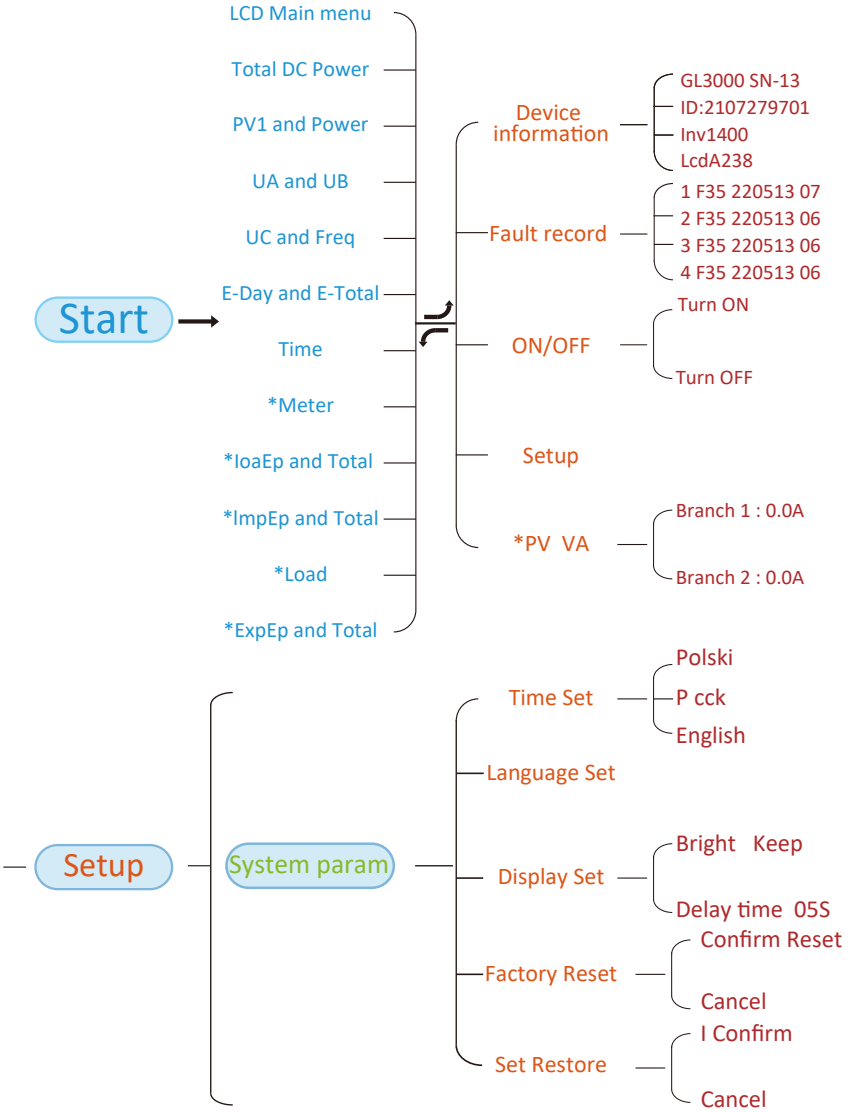 LCD Main menu
Total DC Power
PV1 and Power
UA and UB
UC and Freq
E-Day and E-Total
Start
Time
*Meter
*IoaEp and Total
*ImpEp and Total
*Load
*ExpEp and Total
Device
information
GL3000 SN-13
ID:2107279701
Inv1400
LcdA238
Fault record
1 F35 220513 07
2 F35 220513 06
3 F35 220513 06
4 F35 220513 06
ON/OFF
Turn ON
Turn OFF
Setup
*PV VA
Branch 1 : 0.0A
Branch 2 : 0.0A
Setup
System param
Time Set
Polski
P cck
English
Language Set
Display Set
Bright Keep
Delay time 05S
Factory Reset
Confirm Reset
Cancel
Set Restore
I Confirm
Cancel